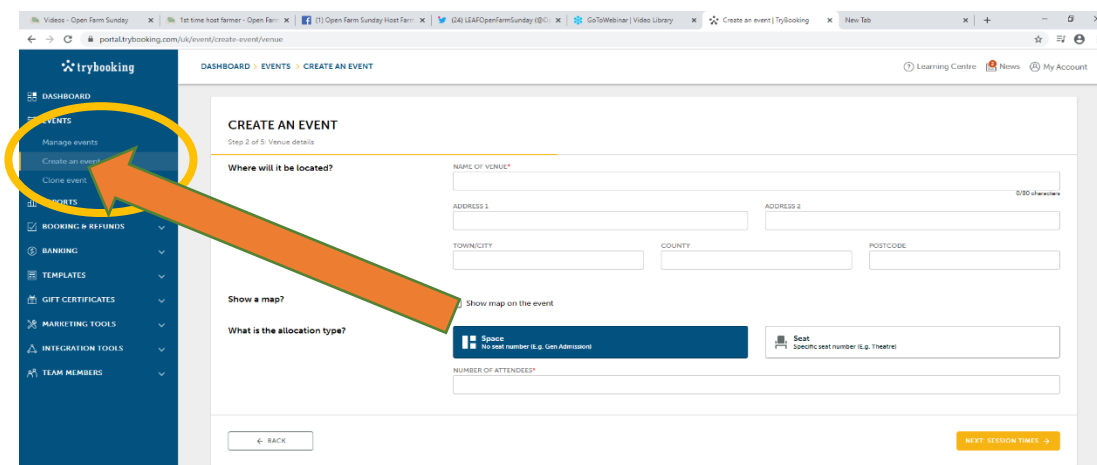 Videos - Open Farm Sunday
1st time host farmer - Open Farm
(1) Open Farm Sunday Host Farm
(24) LEAFOpenFarmSunday (@O
GoToWebinar | Video Library
Create an event | TryBooking
New Tab
portal.trybooking.com/uk/event/create-event/venue
trybooking
DASHBOARD > EVENTS > CREATE AN EVENT
Learning Centre
News
My Account
DASHBOARD
EVENTS
Manage events
Create an event
Clone event
BOOKING & REFUNDS
BANKING
TEMPLATES
GIFT CERTIFICATES
MARKETING TOOLS
INTEGRATION TOOLS
TEAM MEMBERS
CREATE AN EVENT
Step 2 of 5: Venue details
Where will it be located?
NAME OF VENUE*
0/80 characters
ADDRESS 1
ADDRESS 2
TOWN/CITY
COUNTY
POSTCODE
Show a map?
Show map on the event
What is the allocation type?
Space
No seat number (E.g. Gen Admission)
Seat
Specific seat number (E.g. Theatre)
NUMBER OF ATTENDEES*
← BACK
NEXT: SESSION TIMES →